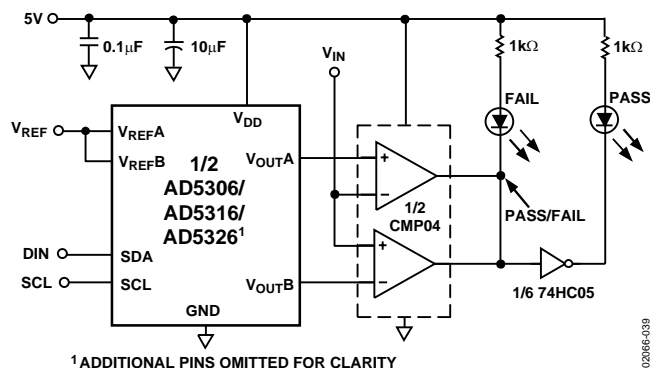 5V
0.1μF
10μF
VIN
1kΩ
1kΩ
FAIL
PASS
VDD
VREF
VREFA
VREFB
1/2
AD5306/
AD5316/
AD5326¹
VOUTA
+
−
1/2
CMP04
PASS/FAIL
DIN
SDA
SCL
SCL
VOUTB
+
−
GND
1/6 74HC05
¹ADDITIONAL PINS OMITTED FOR CLARITY
02066-039